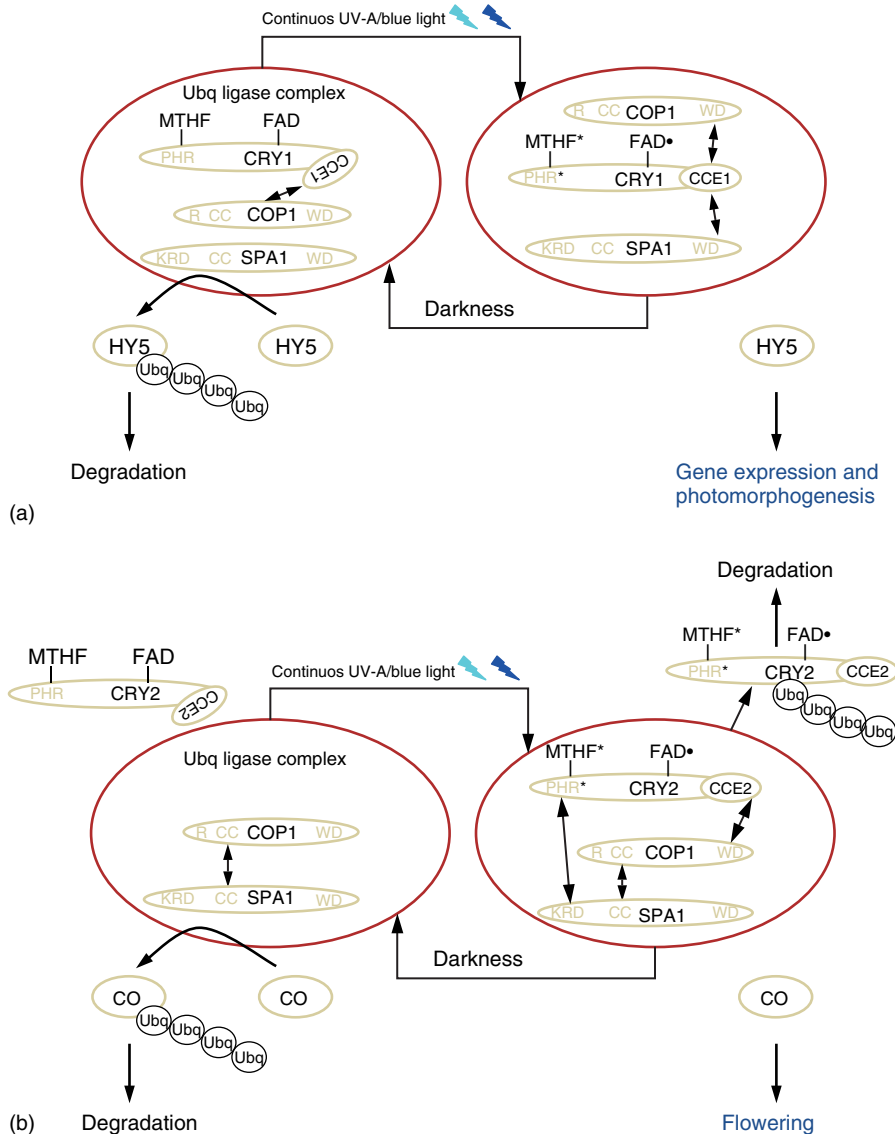 Continuos UV-A/blue light
Ubq ligase complex
MTHF FAD
PHR CRY1 CCE1
R CC COP1 WD
KRD CC SPA1 WD
R CC COP1 WD
MTHF* FAD•
PHR* CRY1 CCE1
KRD CC SPA1 WD
Darkness
HY5 HY5 HY5
Ubq Ubq Ubq Ubq
Degradation
Gene expression and
photomorphogenesis
(a)
Degradation
MTHF* FAD•
PHR* CRY2 CCE2
Ubq Ubq Ubq Ubq
MTHF FAD
PHR CRY2 CCE2
Continuos UV-A/blue light
Ubq ligase complex
R CC COP1 WD
KRD CC SPA1 WD
MTHF* FAD•
PHR* CRY2 CCE2
R CC COP1 WD
KRD CC SPA1 WD
Darkness
CO CO CO
Ubq Ubq Ubq Ubq
(b) Degradation Flowering